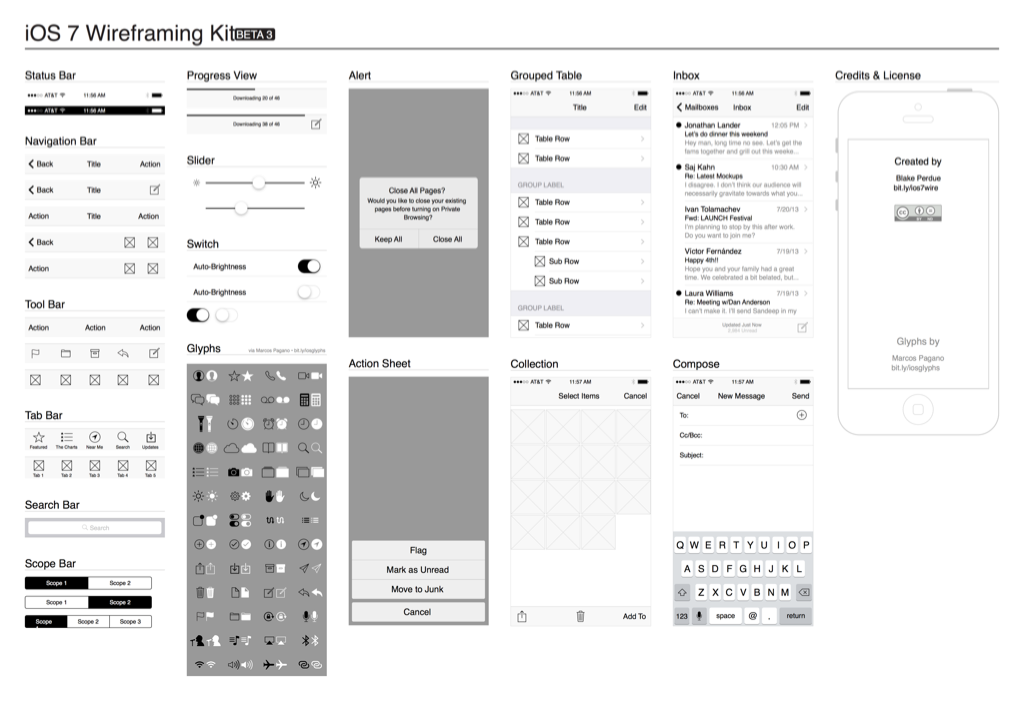 iOS 7 Wireframing Kit BETA 3
Status Bar
AT&T 11:56 AM
AT&T 11:56 AM
Navigation Bar
Back Title Action
Back Title
Action Title Action
Back
Action
Tool Bar
Action Action Action
Tab Bar
Featured The Charts Near Me Search Updates
Tab 1 Tab 2 Tab 3 Tab 4 Tab 5
Search Bar
Search
Scope Bar
Scope 1 Scope 2
Scope 1 Scope 2
Scope Scope 2 Scope 3
Progress View
Downloading 20 of 46
Downloading 38 of 46
Slider
Switch
Auto-Brightness
Auto-Brightness
Glyphs via Marcos Pagano - bit.ly/iosglyphs
Alert
Close All Pages?
Would you like to close your existing
pages before turning on Private
Browsing?
Keep All Close All
Action Sheet
Flag
Mark as Unread
Move to Junk
Cancel
Grouped Table
AT&T 11:56 AM
Title Edit
Table Row
Table Row
GROUP LABEL
Table Row
Table Row
Table Row
Sub Row
Sub Row
GROUP LABEL
Table Row
Collection
AT&T 11:57 AM
Select Items Cancel
Add To
Inbox
AT&T 11:56 AM
Mailboxes Inbox Edit
Jonathan Lander 12:05 PM
Let's do dinner this weekend
Hey man, long time no see. Let's get the
fams together and grill out this weeke...
Saj Kahn 10:30 AM
Re: Latest Mockups
I disagree. I don't think our audience will
necessarily gravitate towards what you...
Ivan Tolamachev 7/20/13
Fwd: LAUNCH Festival
I'm planning to stop by this after work.
Do you want to join me?
Victor Fernández 7/19/13
Happy 4th!!
Hope you and your family had a great
time. We celebrated a bit belated, but...
Laura Williams 7/19/13
Re: Meeting w/Dan Anderson
I can't make it. I'll send Sandeep in my
Updated Just Now
Unread
Compose
AT&T 11:57 AM
Cancel New Message Send
To:
Cc/Bcc:
Subject:
Q W E R T Y U I O P
A S D F G H J K L
Z X C V B N M
123 space @ . return
Credits & License
Created by
Blake Perdue
bit.ly/ios7wire
cc
BY NC
Glyphs by
Marcos Pagano
bit.ly/iosglyphs